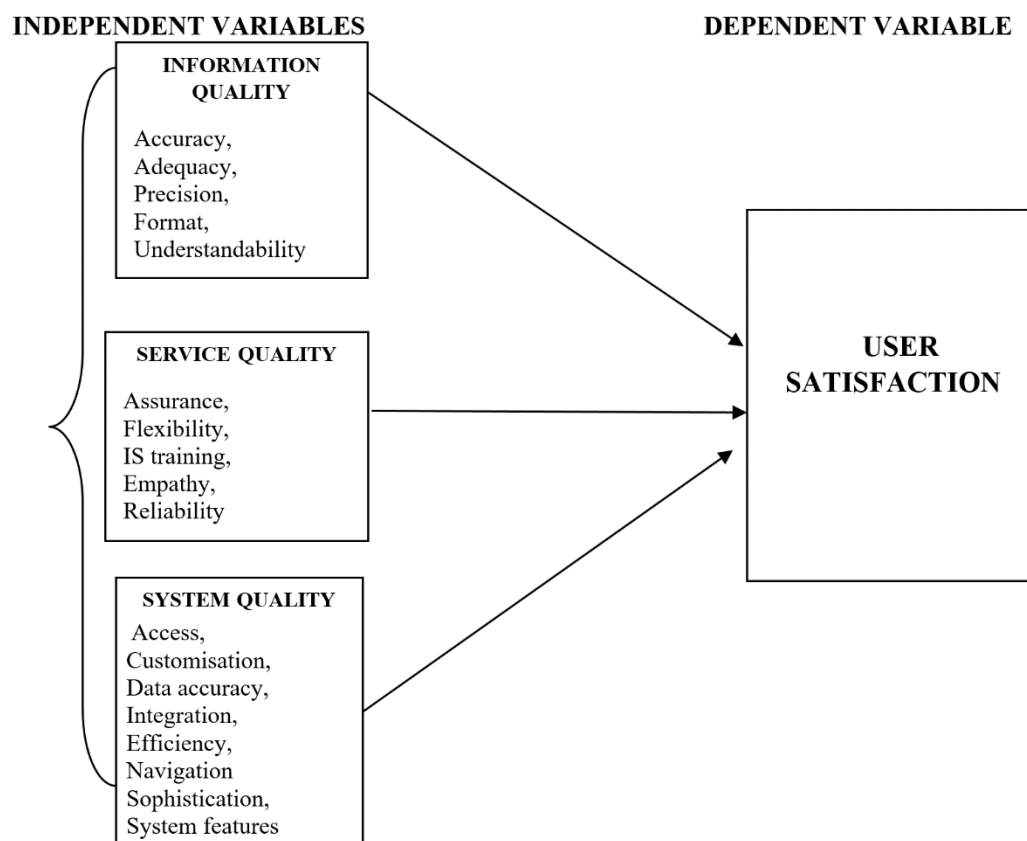 INDEPENDENT VARIABLES
DEPENDENT VARIABLE
INFORMATION
QUALITY
Accuracy,
Adequacy,
Precision,
Format,
Understandability
SERVICE QUALITY
Assurance,
Flexibility,
IS training,
Empathy,
Reliability
SYSTEM QUALITY
Access,
Customisation,
Data accuracy,
Integration,
Efficiency,
Navigation
Sophistication,
System features
USER
SATISFACTION